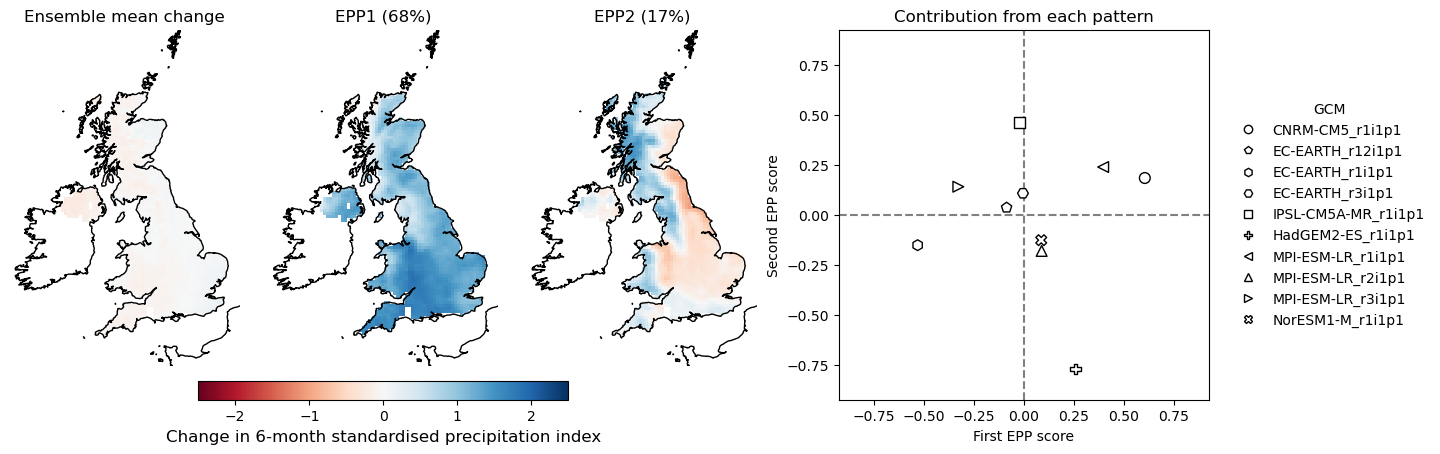 Ensemble mean change
EPP1 (68%)
EPP2 (17%)
Contribution from each pattern
−2
−1
0
1
2
Change in 6-month standardised precipitation index
Second EPP score
0.75
0.50
0.25
0.00
−0.25
−0.50
−0.75
−0.75
−0.50
−0.25
0.00
0.25
0.50
0.75
First EPP score
GCM
CNRM-CM5_r1i1p1
EC-EARTH_r12i1p1
EC-EARTH_r1i1p1
EC-EARTH_r3i1p1
IPSL-CM5A-MR_r1i1p1
HadGEM2-ES_r1i1p1
MPI-ESM-LR_r1i1p1
MPI-ESM-LR_r2i1p1
MPI-ESM-LR_r3i1p1
NorESM1-M_r1i1p1